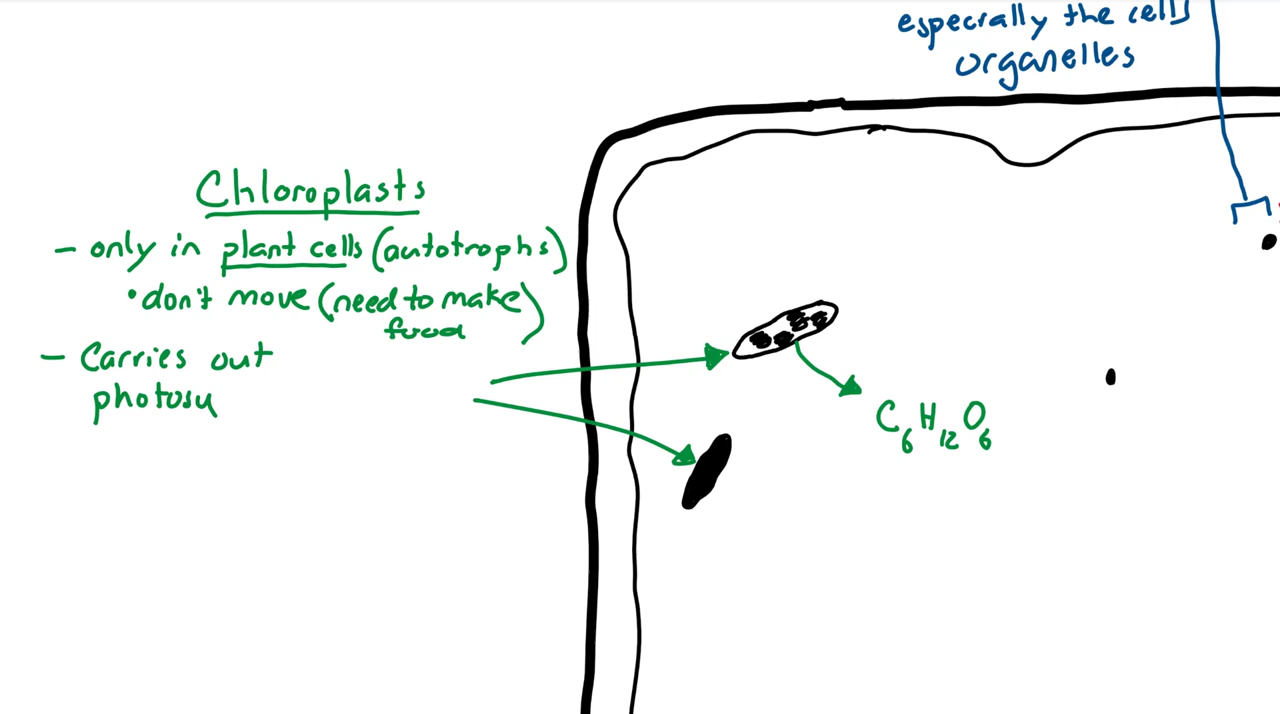 especially the cells
organelles
Chloroplasts
- only in plant cells (autotrophs)
• don't move (need to make
food)
- Carries out
photosy
C6H12O6